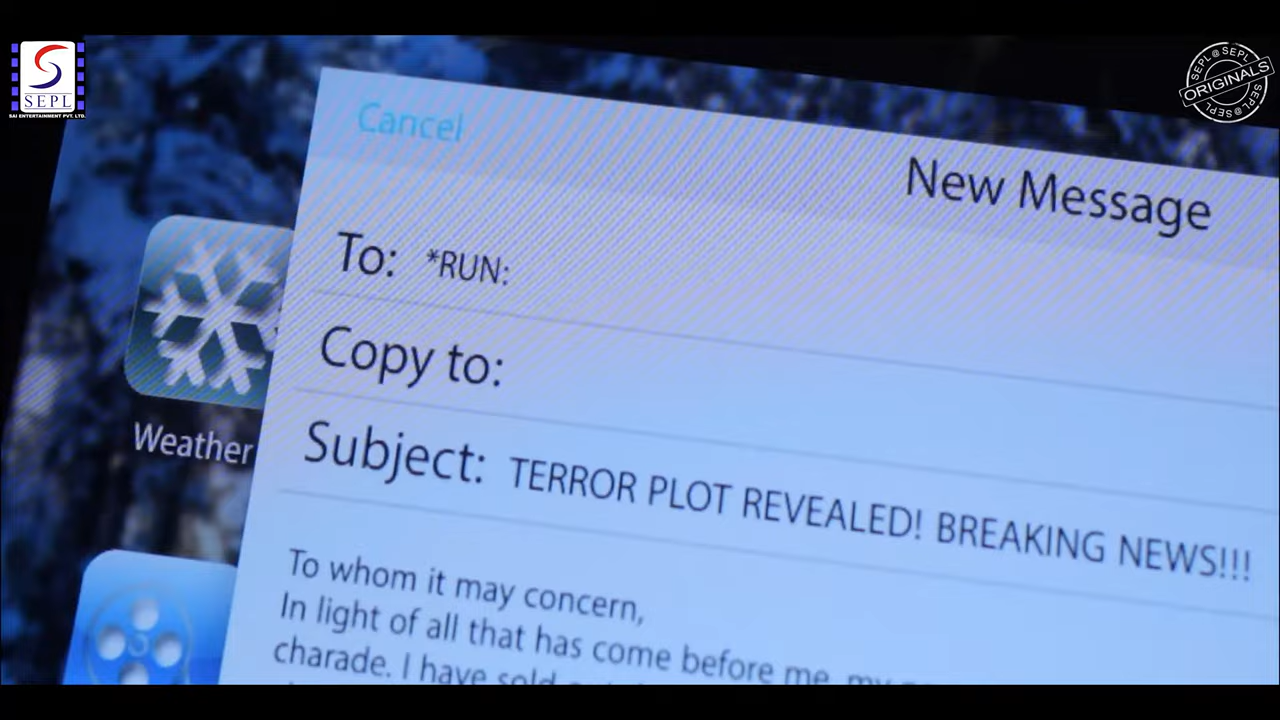 SEPL
SAI ENTERTAINMENT PVT. LTD.
SEPL@SEPL
ORIGINALS
SEPL@SEPL
Cancel
New Message
To: *RUN:
Copy to:
Subject: TERROR PLOT REVEALED! BREAKING NEWS!!!
Weather
To whom it may concern,
In light of all that has come before me, my
charade. I have sold